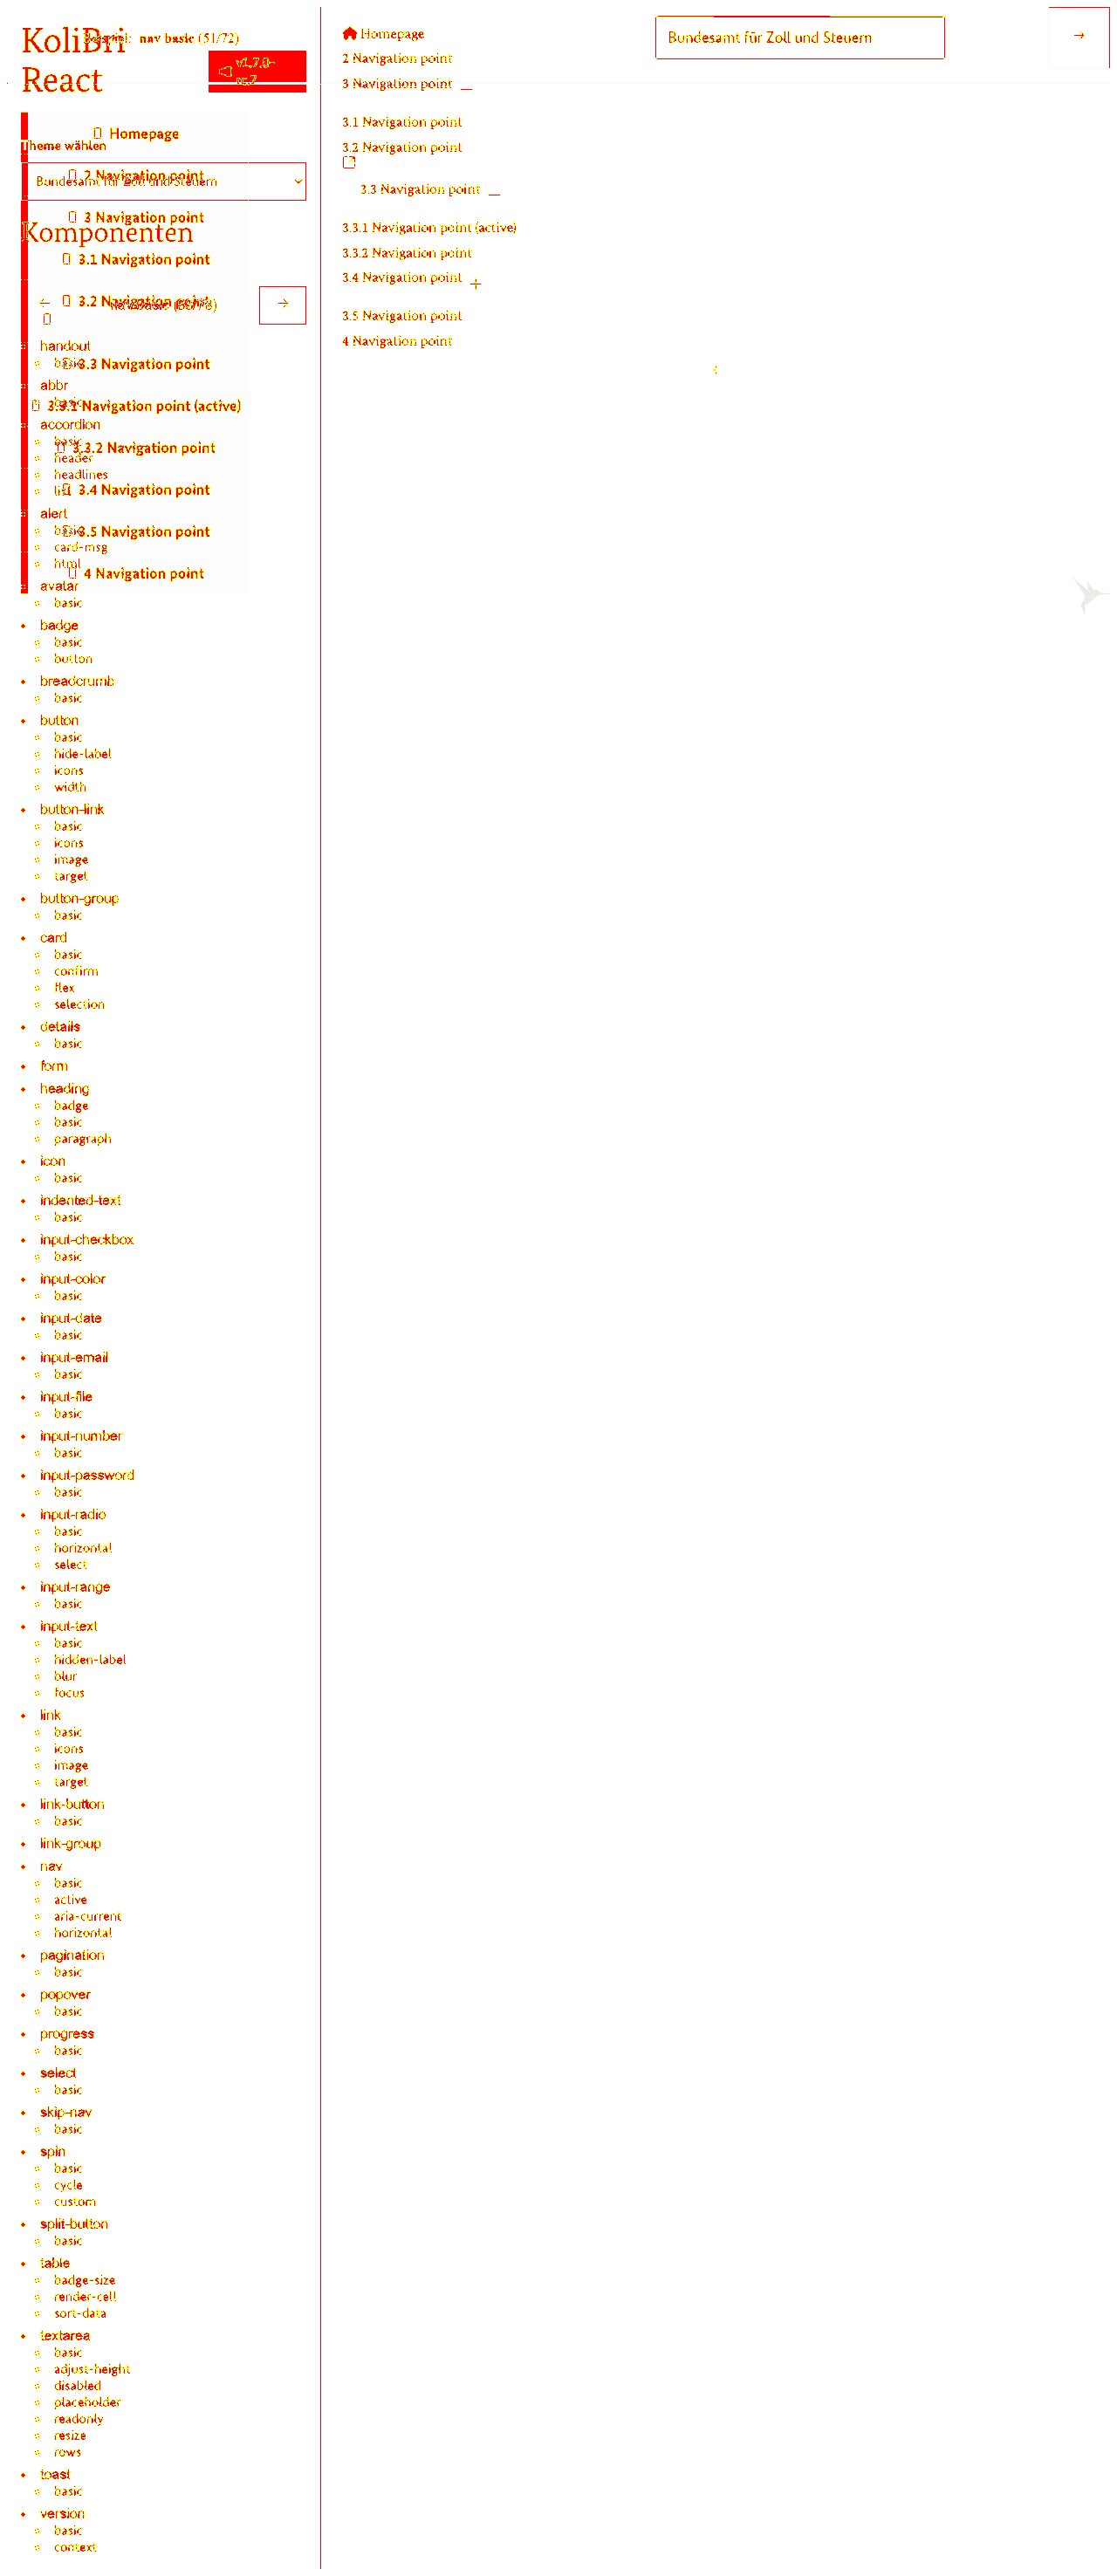 KoliBri
React
Beispiel: nav basic (51/72)
v1.7.0-
rc.2
Homepage
Theme wählen
2 Navigation point
Bundesamt für Zoll und Steuern
3 Navigation point
Komponenten
3.1 Navigation point
3.2 Navigation point
handout
basic
3.3 Navigation point
abbr
basic
3.3.1 Navigation point (active)
accordion
basic
3.3.2 Navigation point
header
headlines
list
3.4 Navigation point
alert
basic
3.5 Navigation point
card-msg
html
4 Navigation point
avatar
basic
badge
basic
button
breadcrumb
basic
button
basic
hide-label
icons
width
button-link
basic
icons
image
target
button-group
basic
card
basic
confirm
flex
selection
details
basic
form
heading
badge
basic
paragraph
icon
basic
indented-text
basic
input-checkbox
basic
input-color
basic
input-date
basic
input-email
basic
input-file
basic
input-number
basic
input-password
basic
input-radio
basic
horizontal
select
input-range
basic
input-text
basic
hidden-label
blur
focus
link
basic
icons
image
target
link-button
basic
link-group
nav
basic
active
aria-current
horizontal
pagination
basic
popover
basic
progress
basic
select
basic
skip-nav
basic
spin
basic
cycle
custom
split-button
basic
table
badge-size
render-cell
sort-data
textarea
basic
adjust-height
disabled
placeholder
readonly
resize
rows
toast
basic
version
basic
context
Homepage
2 Navigation point
3 Navigation point
3.1 Navigation point
3.2 Navigation point
3.3 Navigation point
3.3.1 Navigation point (active)
3.3.2 Navigation point
3.4 Navigation point
3.5 Navigation point
4 Navigation point
Bundesamt für Zoll und Steuern